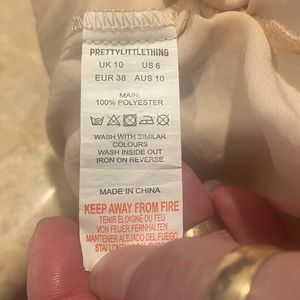 PRETTYLITTLETHING
UK 10 US 6
EUR 38 AUS 10
MAIN:
100% POLYESTER
WASH WITH SIMILAR
COLOURS
WASH INSIDE OUT
IRON ON REVERSE
MADE IN CHINA
KEEP AWAY FROM FIRE
TENIR ÉLOIGNÉ DU FEU
VON FEUER FERNHALTEN
MANTENER ALEJADO DEL FUEGO